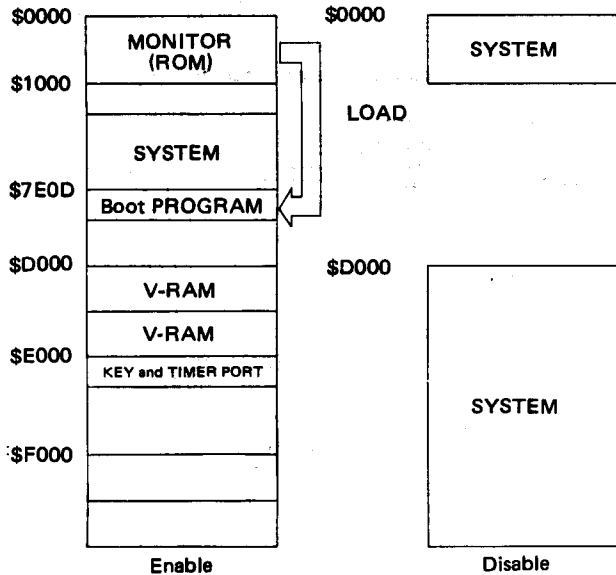 $0000
MONITOR
(ROM)
$1000
SYSTEM
$7E0D
Boot PROGRAM
$D000
V-RAM
V-RAM
$E000
KEY and TIMER PORT
$F000
Enable
LOAD
$0000
SYSTEM
$D000
SYSTEM
Disable